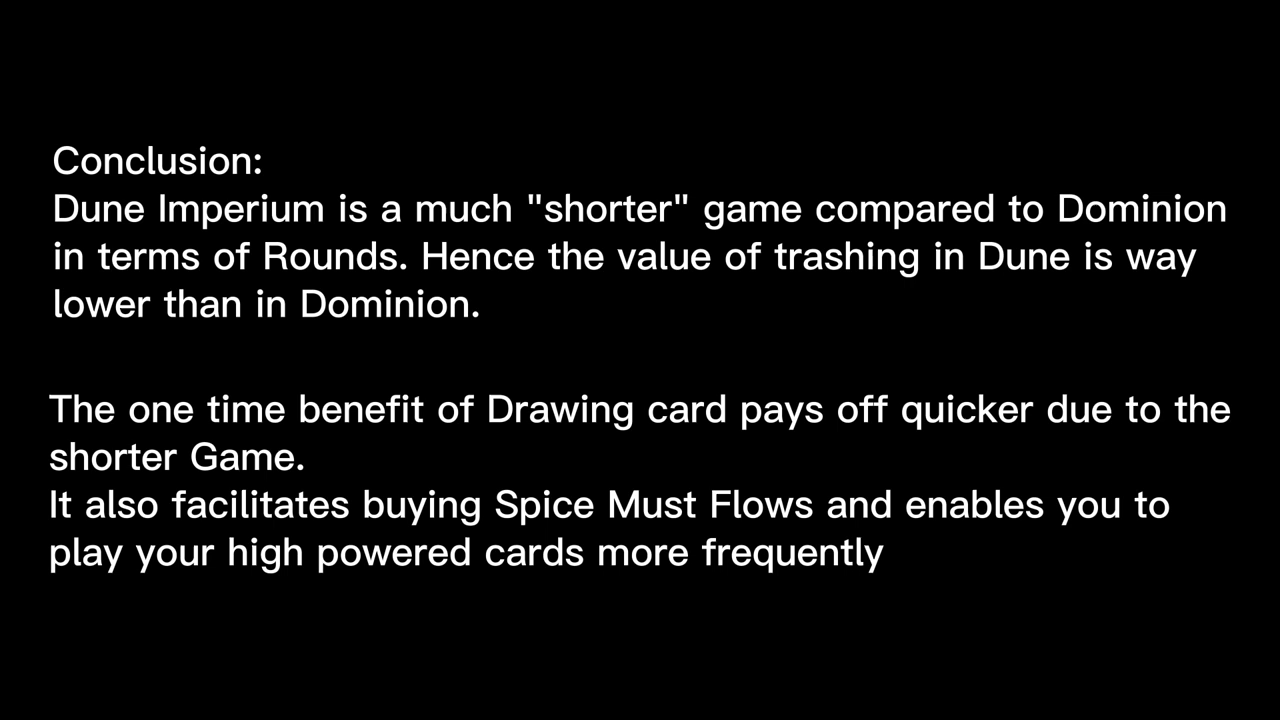 Conclusion:
Dune Imperium is a much "shorter" game compared to Dominion
in terms of Rounds. Hence the value of trashing in Dune is way
lower than in Dominion.
The one time benefit of Drawing card pays off quicker due to the
shorter Game.
It also facilitates buying Spice Must Flows and enables you to
play your high powered cards more frequently